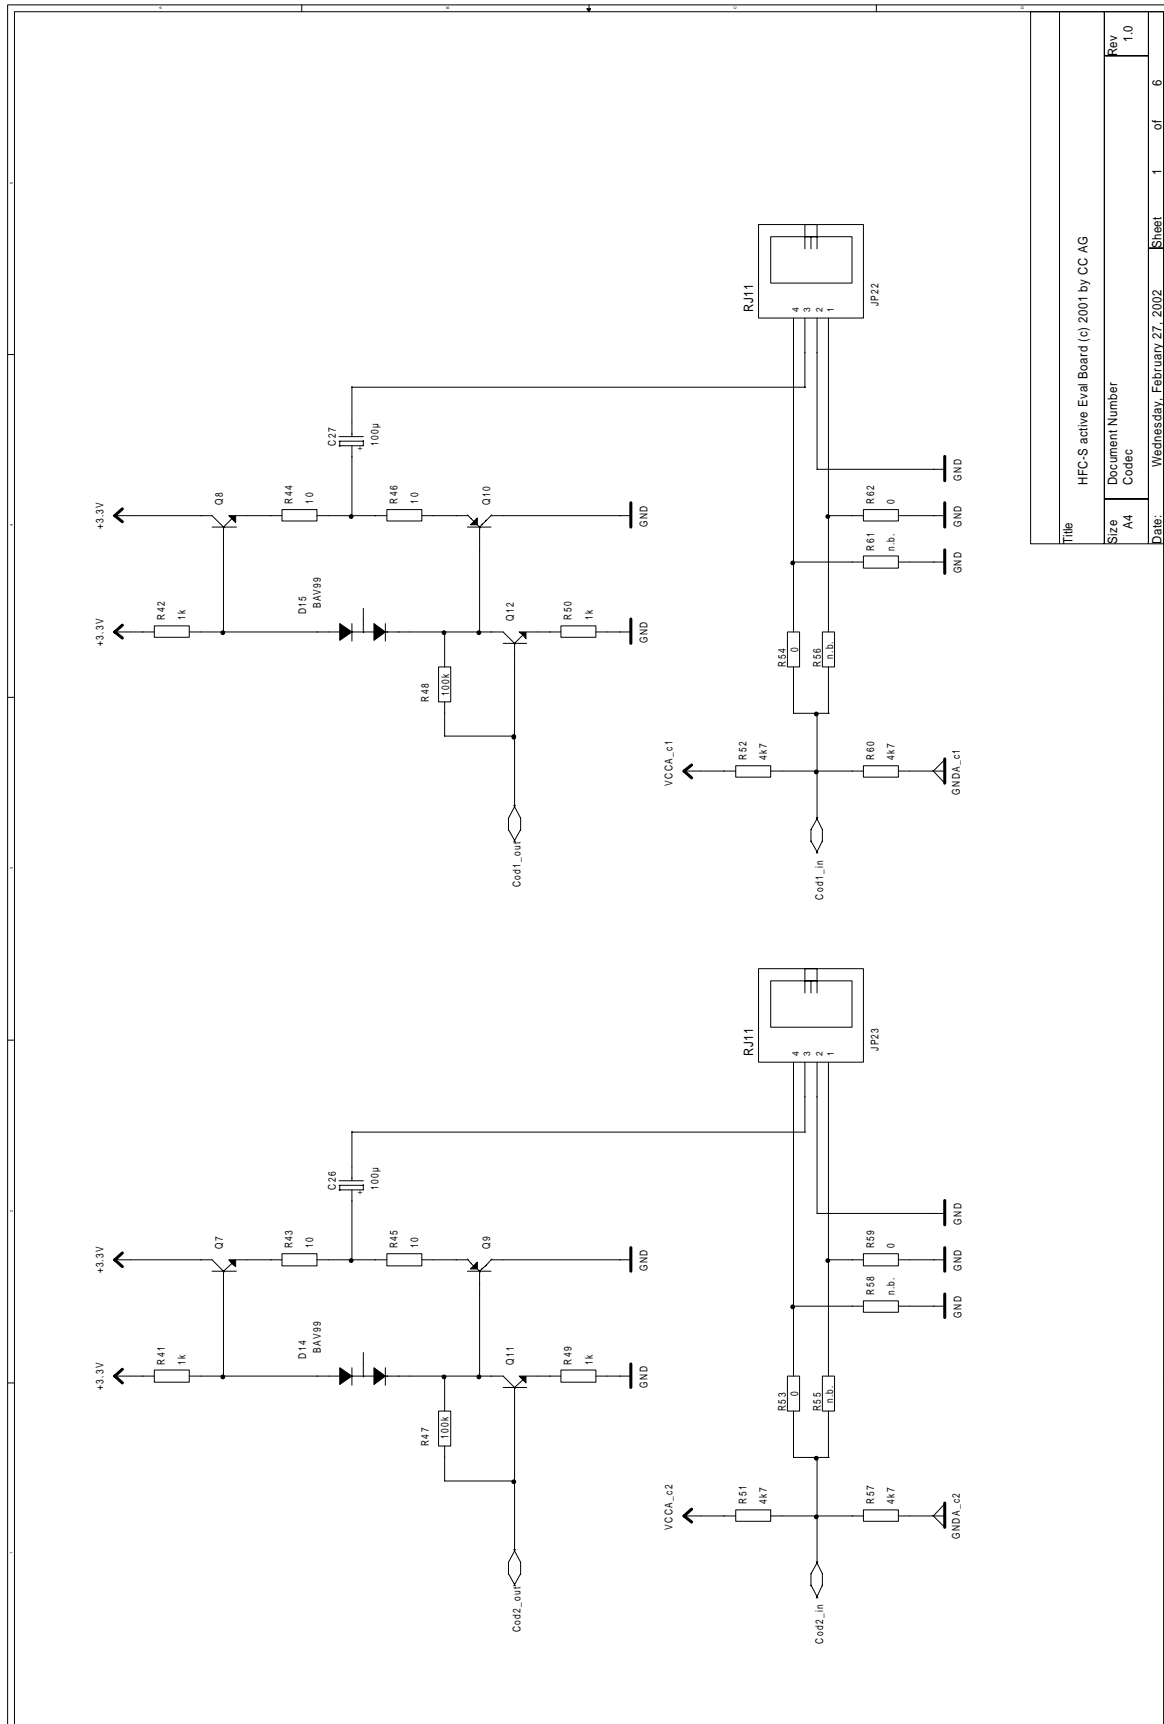 +3.3V
+3.3V
R42
1k
Q8
R44
10
C27
100µ
+
D15
BAV99
R46
10
Q10
R48
100k
Q12
R50
1k
GND
GND
Cod1_out
RJ11
4
3
2
1
JP22
VCCA_c1
R52
4k7
R54
0
R56
n.b.
R60
4k7
GNDA_c1
Cod1_in
R61
n.b.
R62
0
GND
GND
GND
+3.3V
+3.3V
R41
1k
Q7
R43
10
C26
100µ
+
D14
BAV99
R45
10
Q9
R47
100k
Q11
R49
1k
GND
GND
Cod2_out
RJ11
4
3
2
1
JP23
VCCA_c2
R51
4k7
R53
0
R55
n.b.
R57
4k7
GNDA_c2
Cod2_in
R58
n.b.
R59
0
GND
GND
GND
Title
HFC-S active Eval Board (c) 2001 by CC AG
Size
A4
Document Number
Codec
Rev
1.0
Date:
Wednesday, February 27, 2002
Sheet
1
of
6